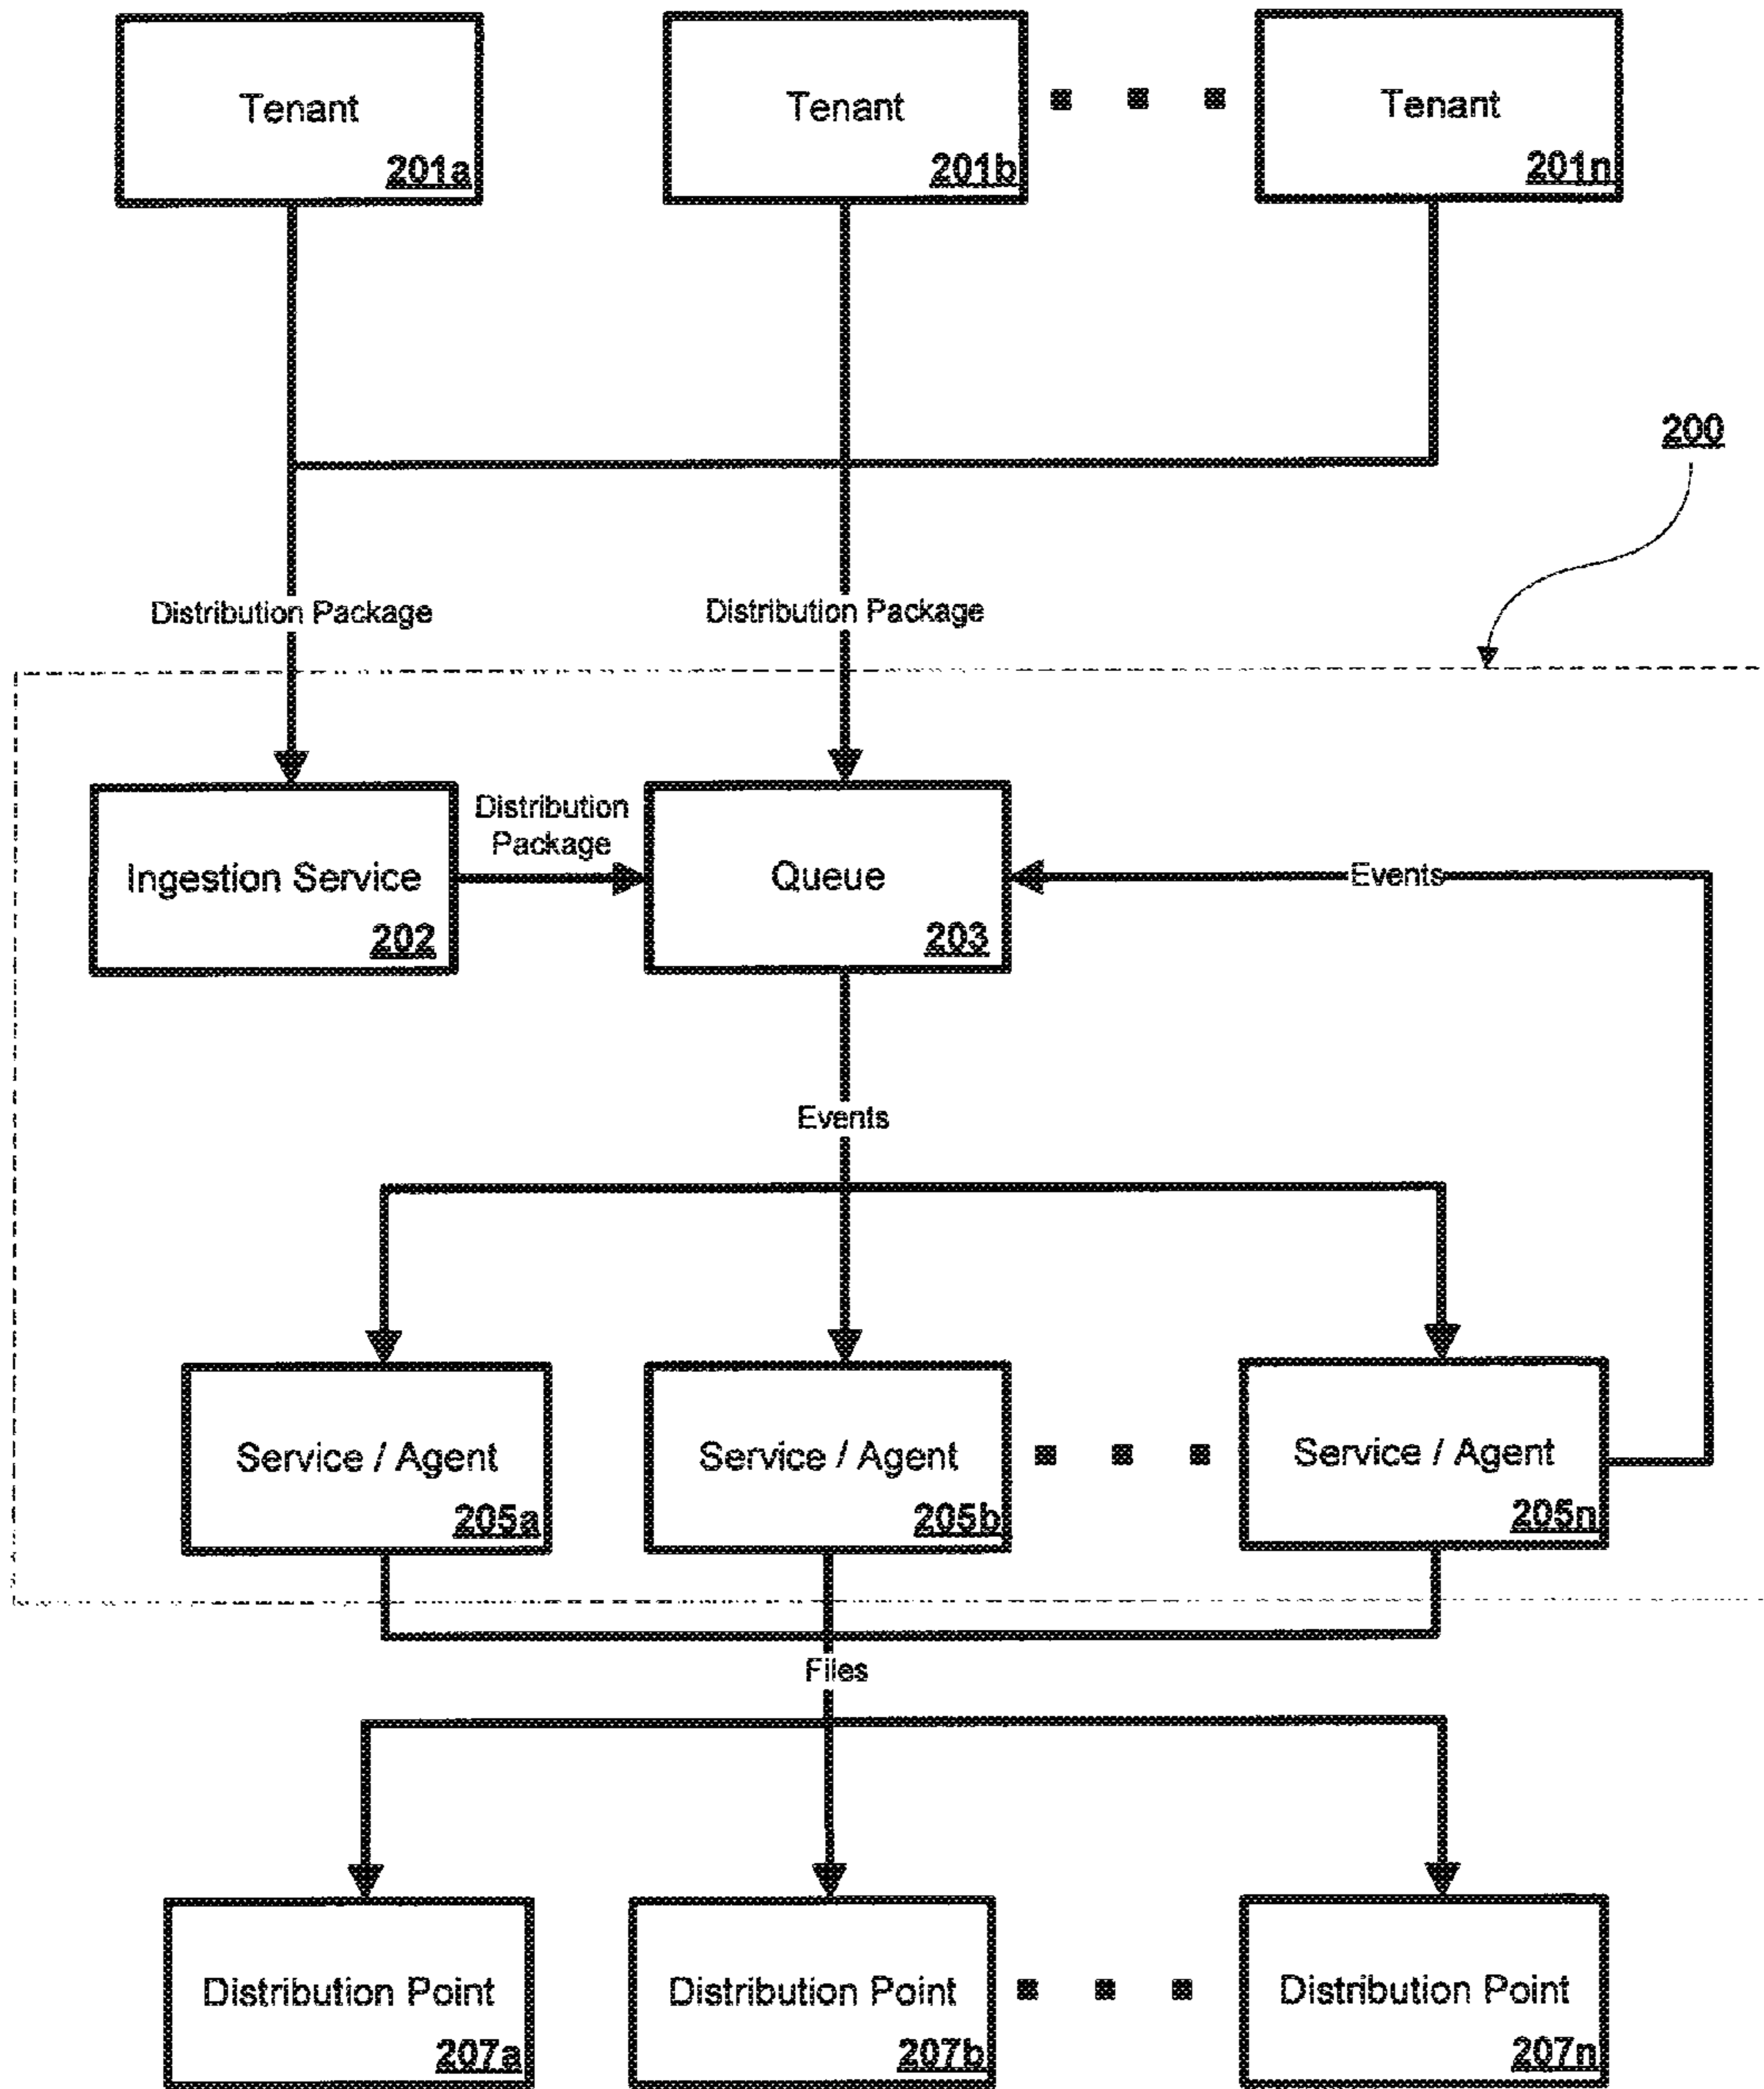 Tenant
201a
Tenant
201b
Tenant
201n
200
Distribution Package
Distribution Package
Ingestion Service
202
Distribution
Package
Queue
203
Events
Events
Service / Agent
205a
Service / Agent
205b
Service / Agent
205n
Files
Distribution Point
207a
Distribution Point
207b
Distribution Point
207n